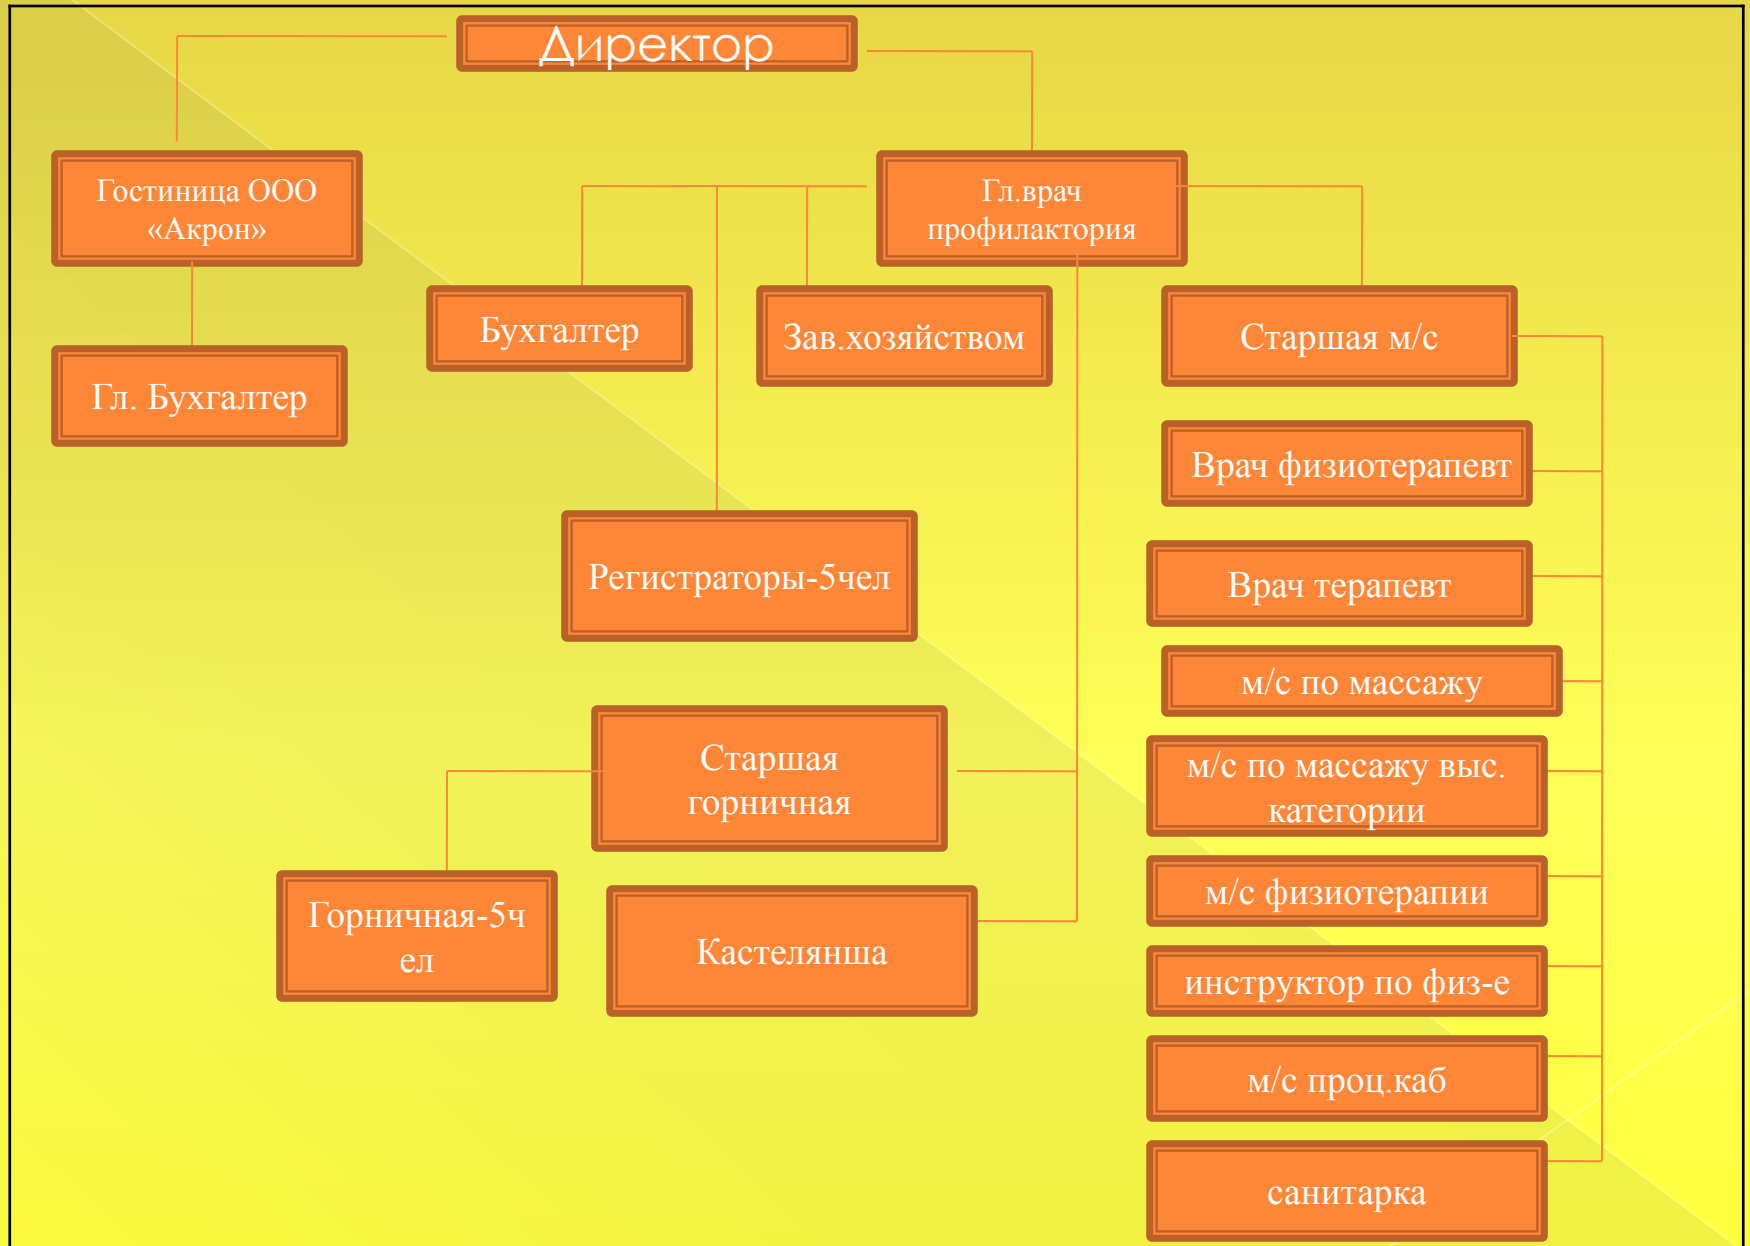 Директор
Гостиница ООО
«Акрон»
Гл.врач
профилактория
Бухгалтер
Зав.хозяйством
Старшая м/с
Гл. Бухгалтер
Врач физиотерапевт
Регистраторы-5чел
Врач терапевт
м/с по массажу
Старшая
горничная
м/с по массажу выс.
категории
м/с физиотерапии
Горничная-5ч
ел
Кастелянша
инструктор по физ-е
м/с проц.каб
санитарка